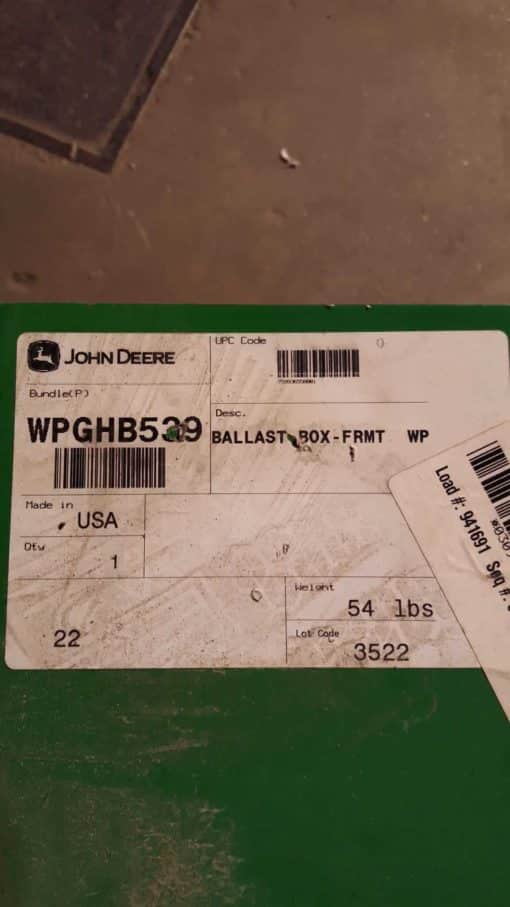 JOHN DEERE
UPC Code
Bundle(P)
Desc.
WPGHB539
BALLAST BOX-FRMT WP
Made in
USA
Qty
1
Weight
54 lbs
22
Lot Code
3522
Load #: 941691 Seq #: